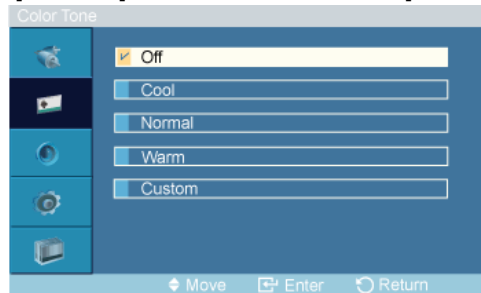 Color Tone
Off
Cool
Normal
Warm
Custom
Move Enter Return